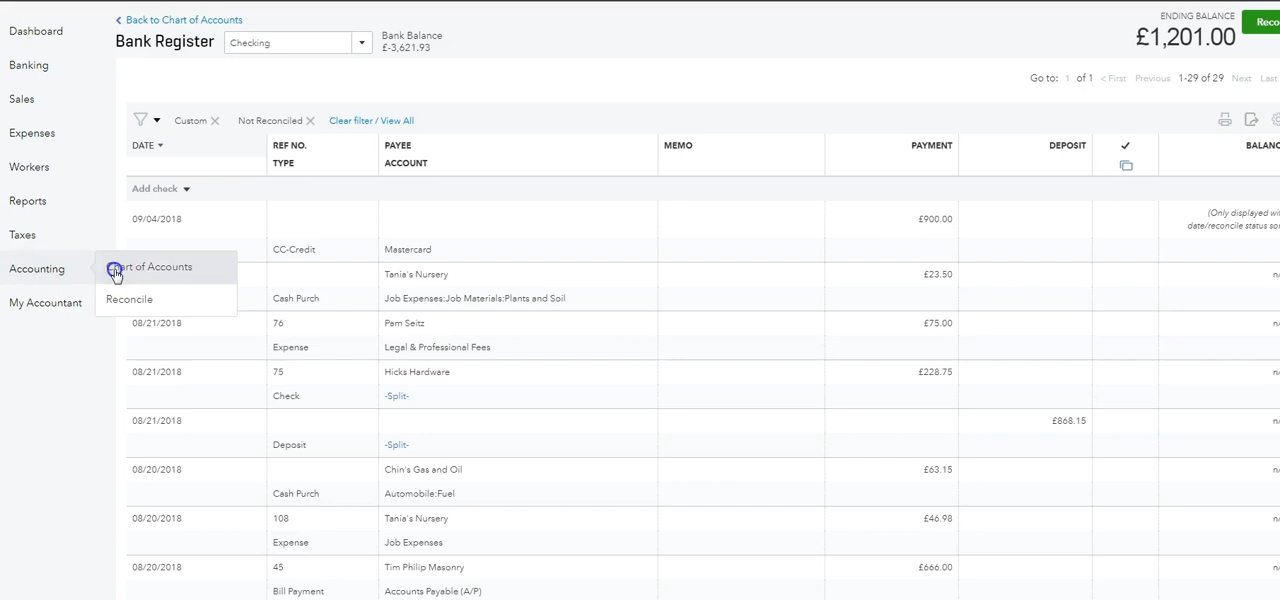 Dashboard
Banking
Sales
Expenses
Workers
Reports
Taxes
Accounting
My Accountant
Chart of Accounts
Reconcile
Back to Chart of Accounts
Bank Register
Checking
Bank Balance
£-3,621.93
ENDING BALANCE
£1,201.00
Go to: 1 of 1 < First Previous 1-29 of 29 Next Last
Custom Not Reconciled Clear filter / View All
DATE REF NO. PAYEE MEMO PAYMENT DEPOSIT
TYPE ACCOUNT
Add check
09/04/2018 £900.00
(Only displayed
CC-Credit Mastercard
date/reconcile status
Tania's Nursery £23.50
Cash Purch Job Expenses:Job Materials:Plants and Soil
08/21/2018 76 Pam Seitz £75.00
Expense Legal & Professional Fees
08/21/2018 75 Hicks Hardware £228.75
Check -Split-
08/21/2018 £868.15
Deposit -Split-
08/20/2018 Chin's Gas and Oil £63.15
Cash Purch Automobile:Fuel
08/20/2018 108 Tania's Nursery £46.98
Expense Job Expenses
08/20/2018 45 Tim Philip Masonry £666.00
Bill Payment Accounts Payable (A/P)